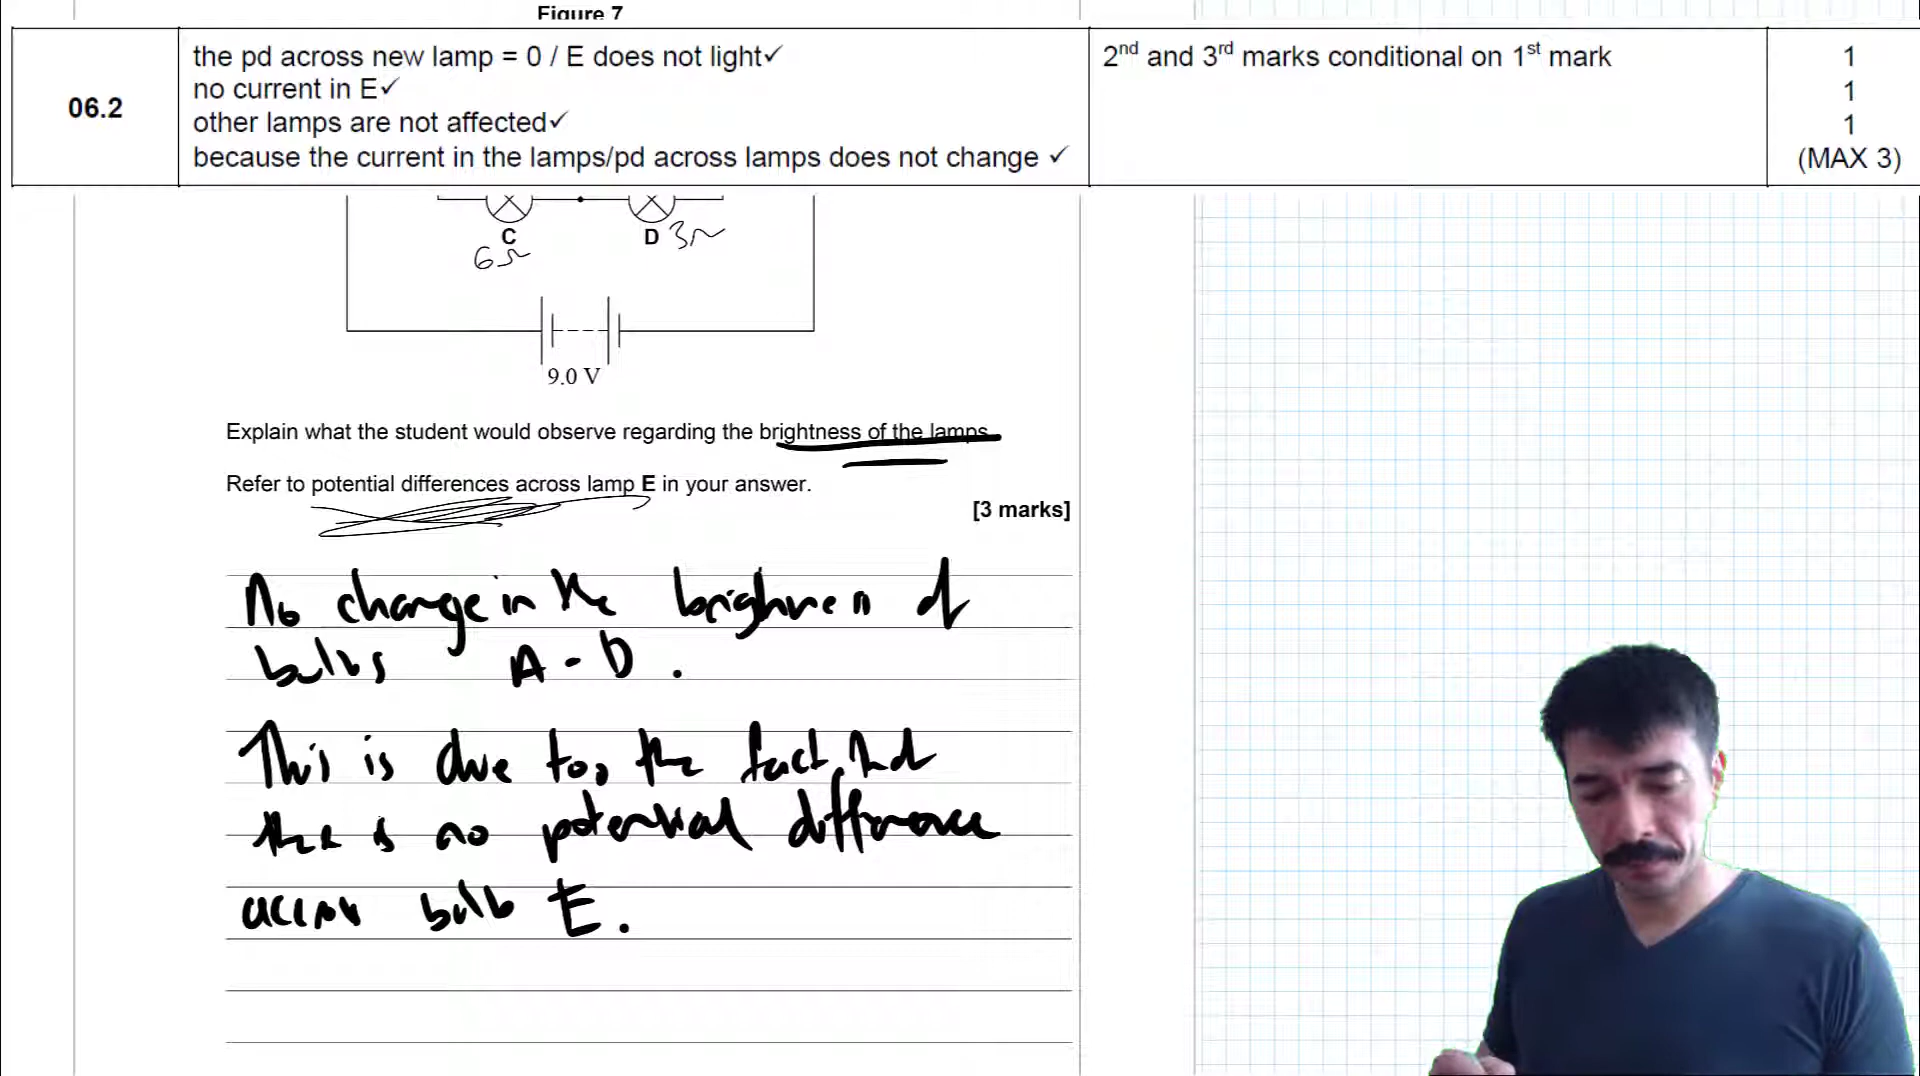 Figure 7
06.2
the pd across new lamp = 0 / E does not light✓
no current in E✓
other lamps are not affected✓
because the current in the lamps/pd across lamps does not change ✓
2nd and 3rd marks conditional on 1st mark
1
1
1
(MAX 3)
C
6Ω
D
3Ω
9.0 V
Explain what the student would observe regarding the brightness of the lamps.
Refer to potential differences across lamp E in your answer.
[3 marks]
No change in the brightness of
bulbs A - D .
This is due to, the fact that
there is no potential difference
across bulb E.